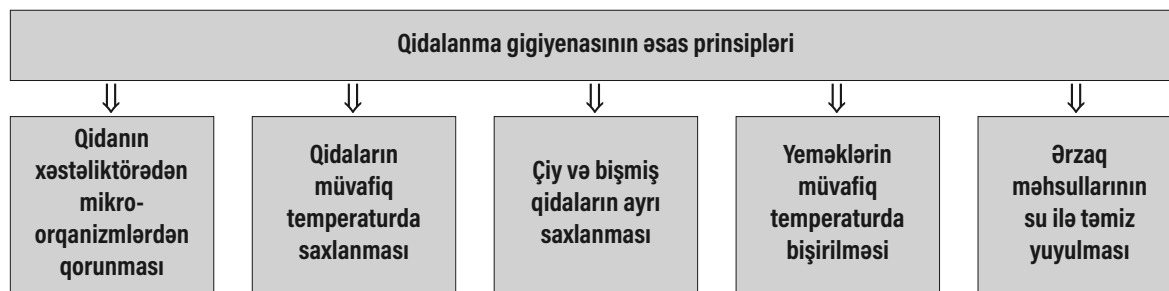 Qidalanma gigiyenasının əsas prinsipləri
Qidanın
xəstəliktörədən
mikro-
orqanizmlərdən
qorunması
Qidaların
müvafiq
temperaturda
saxlanması
Çiy və bişmiş
qidaların ayrı
saxlanması
Yeməklərin
müvafiq
temperaturda
bişirilməsi
Ərzaq
məhsullarının
su ilə təmiz
yuyulması